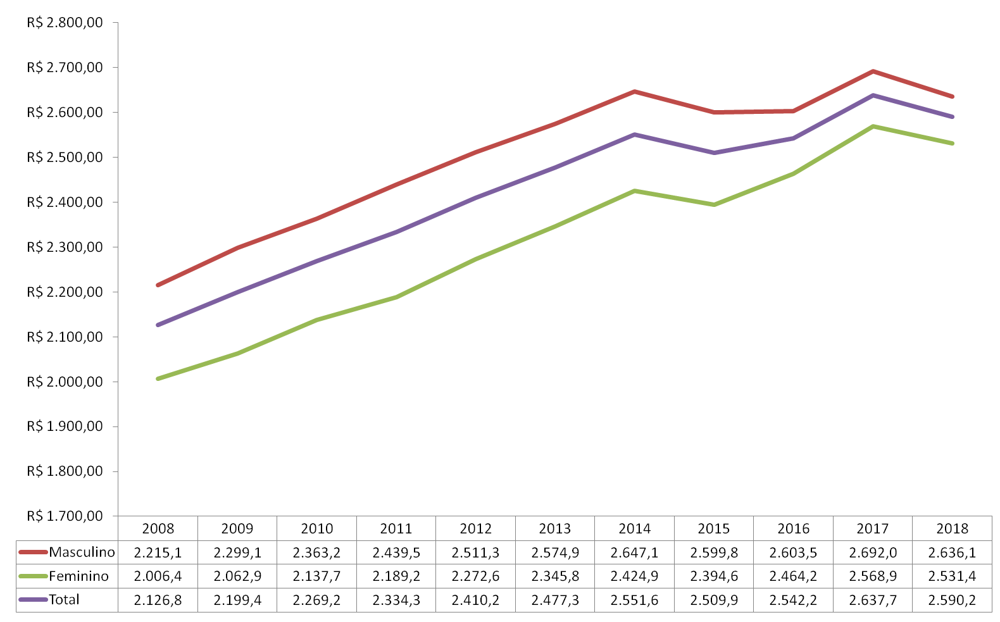 R$ 2.800,00
R$ 2.700,00
R$ 2.600,00
R$ 2.500,00
R$ 2.400,00
R$ 2.300,00
R$ 2.200,00
R$ 2.100,00
R$ 2.000,00
R$ 1.900,00
R$ 1.800,00
R$ 1.700,00
2008 2009 2010 2011 2012 2013 2014 2015 2016 2017 2018
Masculino 2.215,1 2.299,1 2.363,2 2.439,5 2.511,3 2.574,9 2.647,1 2.599,8 2.603,5 2.692,0 2.636,1
Feminino 2.006,4 2.062,9 2.137,7 2.189,2 2.272,6 2.345,8 2.424,9 2.394,6 2.464,2 2.568,9 2.531,4
Total 2.126,8 2.199,4 2.269,2 2.334,3 2.410,2 2.477,3 2.551,6 2.509,9 2.542,2 2.637,7 2.590,2